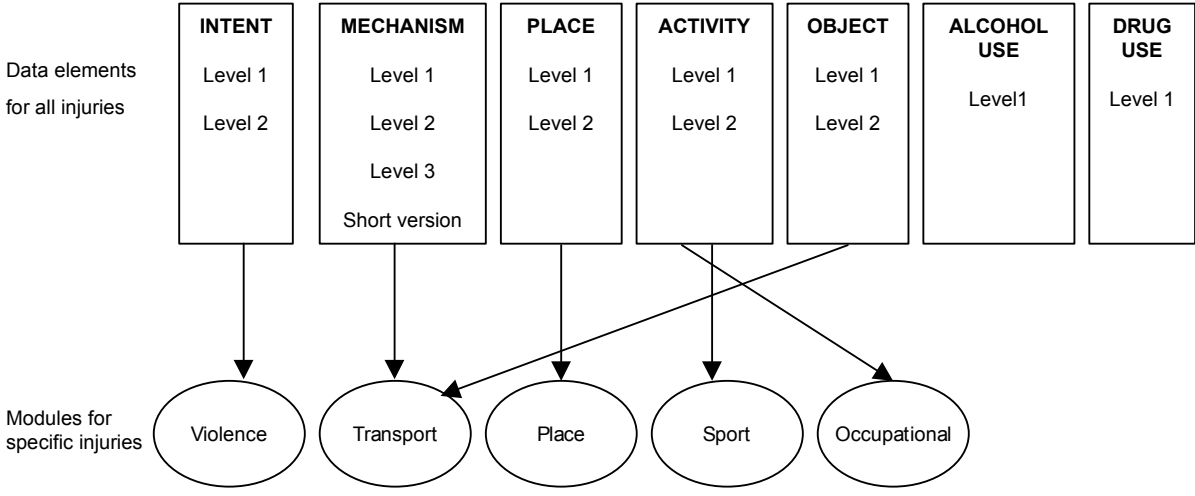 Data elements
for all injuries
INTENT
Level 1
Level 2
MECHANISM
Level 1
Level 2
Level 3
Short version
PLACE
Level 1
Level 2
ACTIVITY
Level 1
Level 2
OBJECT
Level 1
Level 2
ALCOHOL
USE
Level1
DRUG
USE
Level 1
Modules for
specific injuries
Violence
Transport
Place
Sport
Occupational